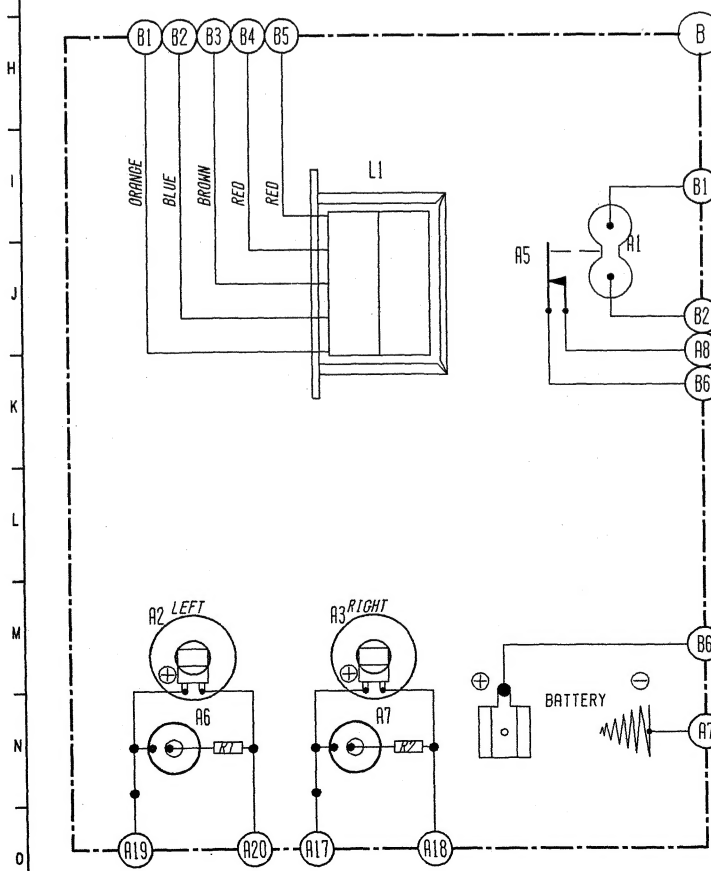 B1 B2 B3 B4 B5 B
H
ORANGE
BLUE
BROWN
RED
RED
L1
I
B1
A5
A1
J
B2
A8
B6
K
L
A2 LEFT
A3 RIGHT
M
B6
⊕ BATTERY ⊖
⊕
⊕
A6
A7
R1
R2
N
A7
A19 A20 A17 A18
O